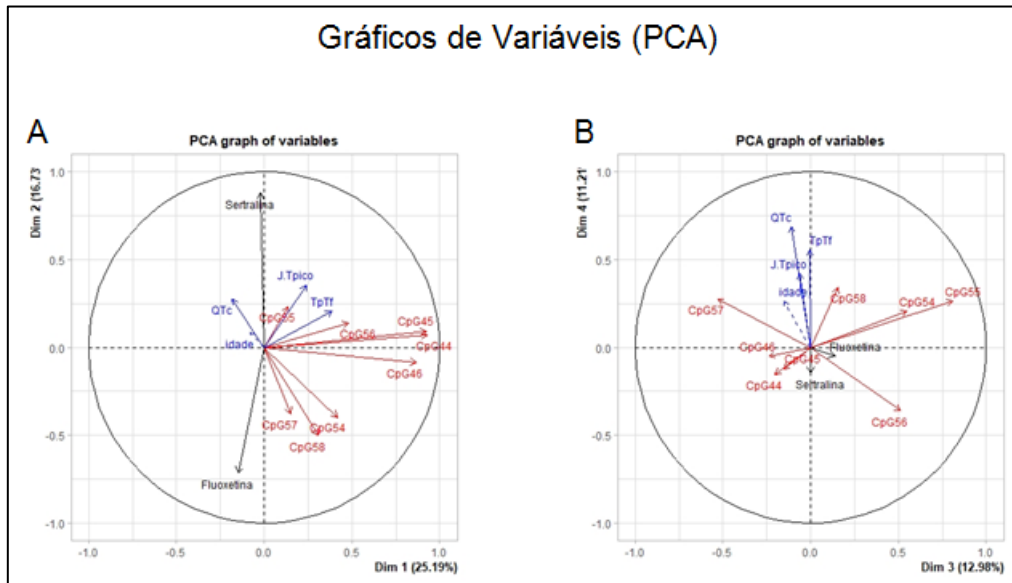 Gráficos de Variáveis (PCA)
A
PCA graph of variables
Dim 2 (16.73
1.0
0.5
0.0
-0.5
-1.0
Sertralina
J.Tpico
QTc
TpTf
CpG55
CpG45
CpG56
idade
CpG44
CpG46
CpG57
CpG54
CpG58
Fluoxetina
-1.0 -0.5 0.0 0.5 1.0
Dim 1 (25.19%)
B
PCA graph of variables
Dim 4 (11.21
1.0
0.5
0.0
-0.5
-1.0
QTc
TpTf
J.Tpico
idade
CpG58
CpG55
CpG57
CpG54
CpG46
Fluoxetina
CpG45
CpG44
Sertralina
CpG56
-1.0 -0.5 0.0 0.5 1.0
Dim 3 (12.98%)